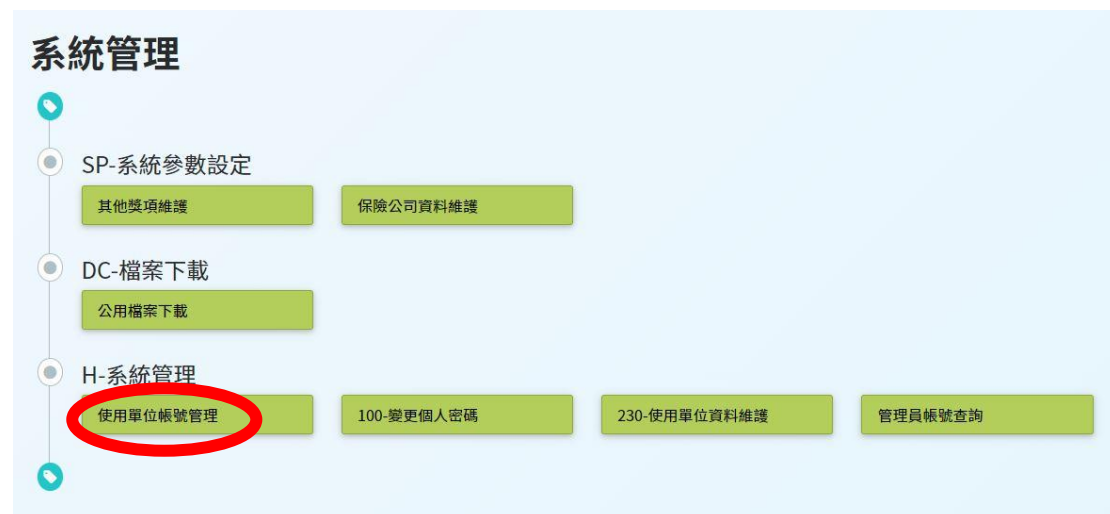 系統管理
SP-系統參數設定
其他獎項維護
保險公司資料維護
DC-檔案下載
公用檔案下載
H-系統管理
使用單位帳號管理
100-變更個人密碼
230-使用單位資料維護
管理員帳號查詢